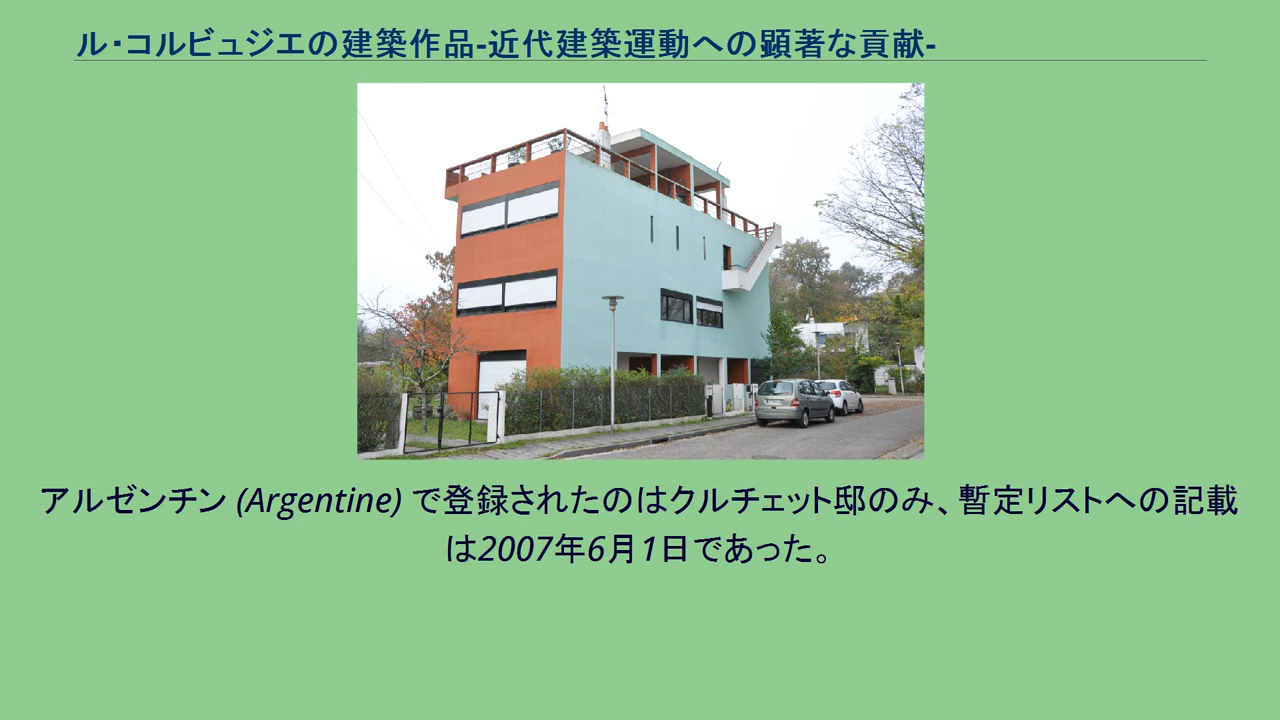 ル・コルビュジエの建築作品-近代建築運動への顕著な貢献-
アルゼンチン (Argentine) で登録されたのはクルチェット邸のみ、暫定リストへの記載
は2007年6月1日であった。